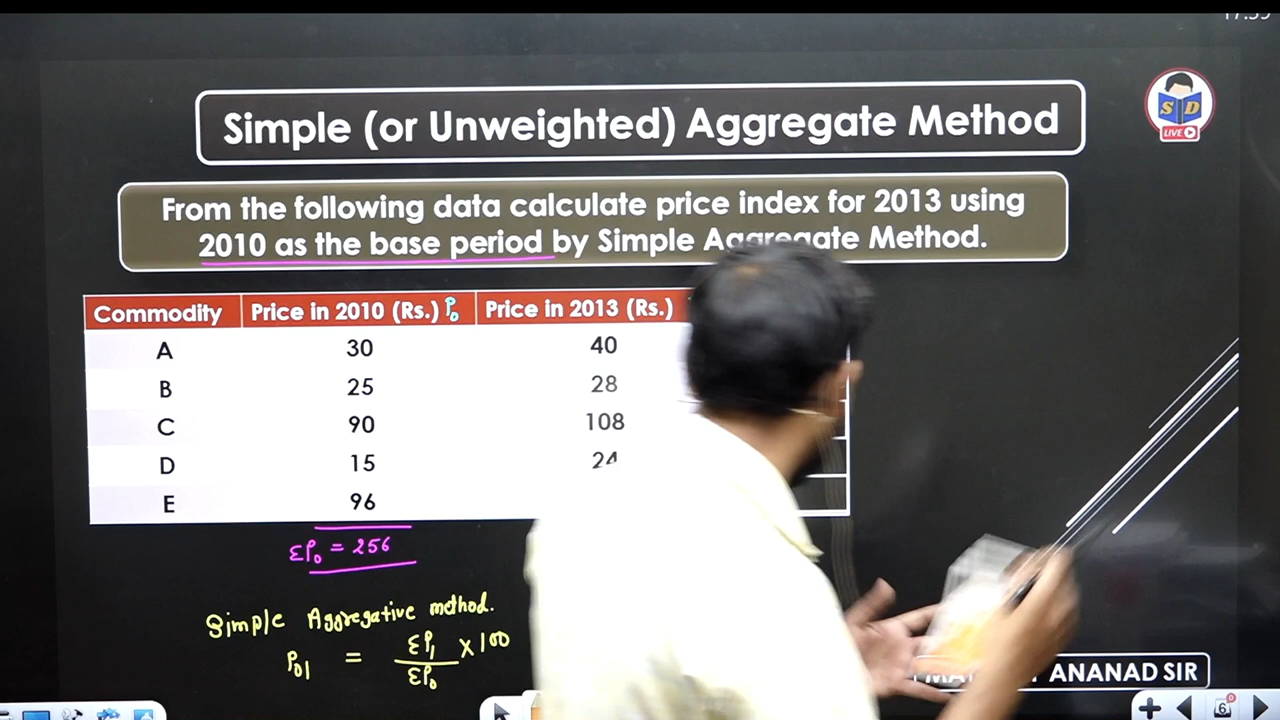 Simple (or Unweighted) Aggregate Method
S D
LIVE
From the following data calculate price index for 2013 using
2010 as the base period by Simple Aggregate Method.
Commodity Price in 2010 (Rs.) P₀ Price in 2013 (Rs.)
A 30 40
B 25 28
C 90 108
D 15 24
E 96
ΣP₀ = 256
Simple Aggregative method.
P₀₁ = ΣP₁ / ΣP₀ × 100
ANANAD SIR
6